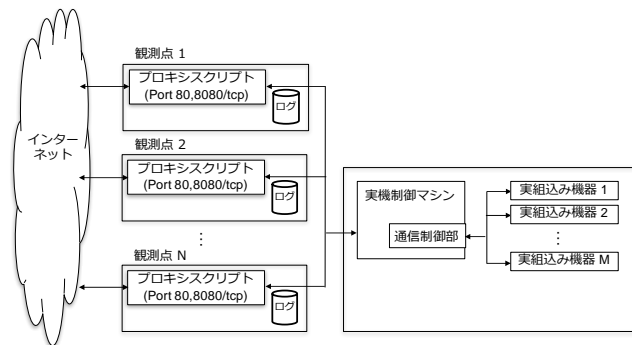 観測点 1
プロキシスクリプト
(Port 80,8080/tcp)
ログ
インター
ネット
観測点 2
プロキシスクリプト
(Port 80,8080/tcp)
ログ
…
観測点 N
プロキシスクリプト
(Port 80,8080/tcp)
ログ
実機制御マシン
通信制御部
実組込み機器 1
実組込み機器 2
…
実組込み機器 M